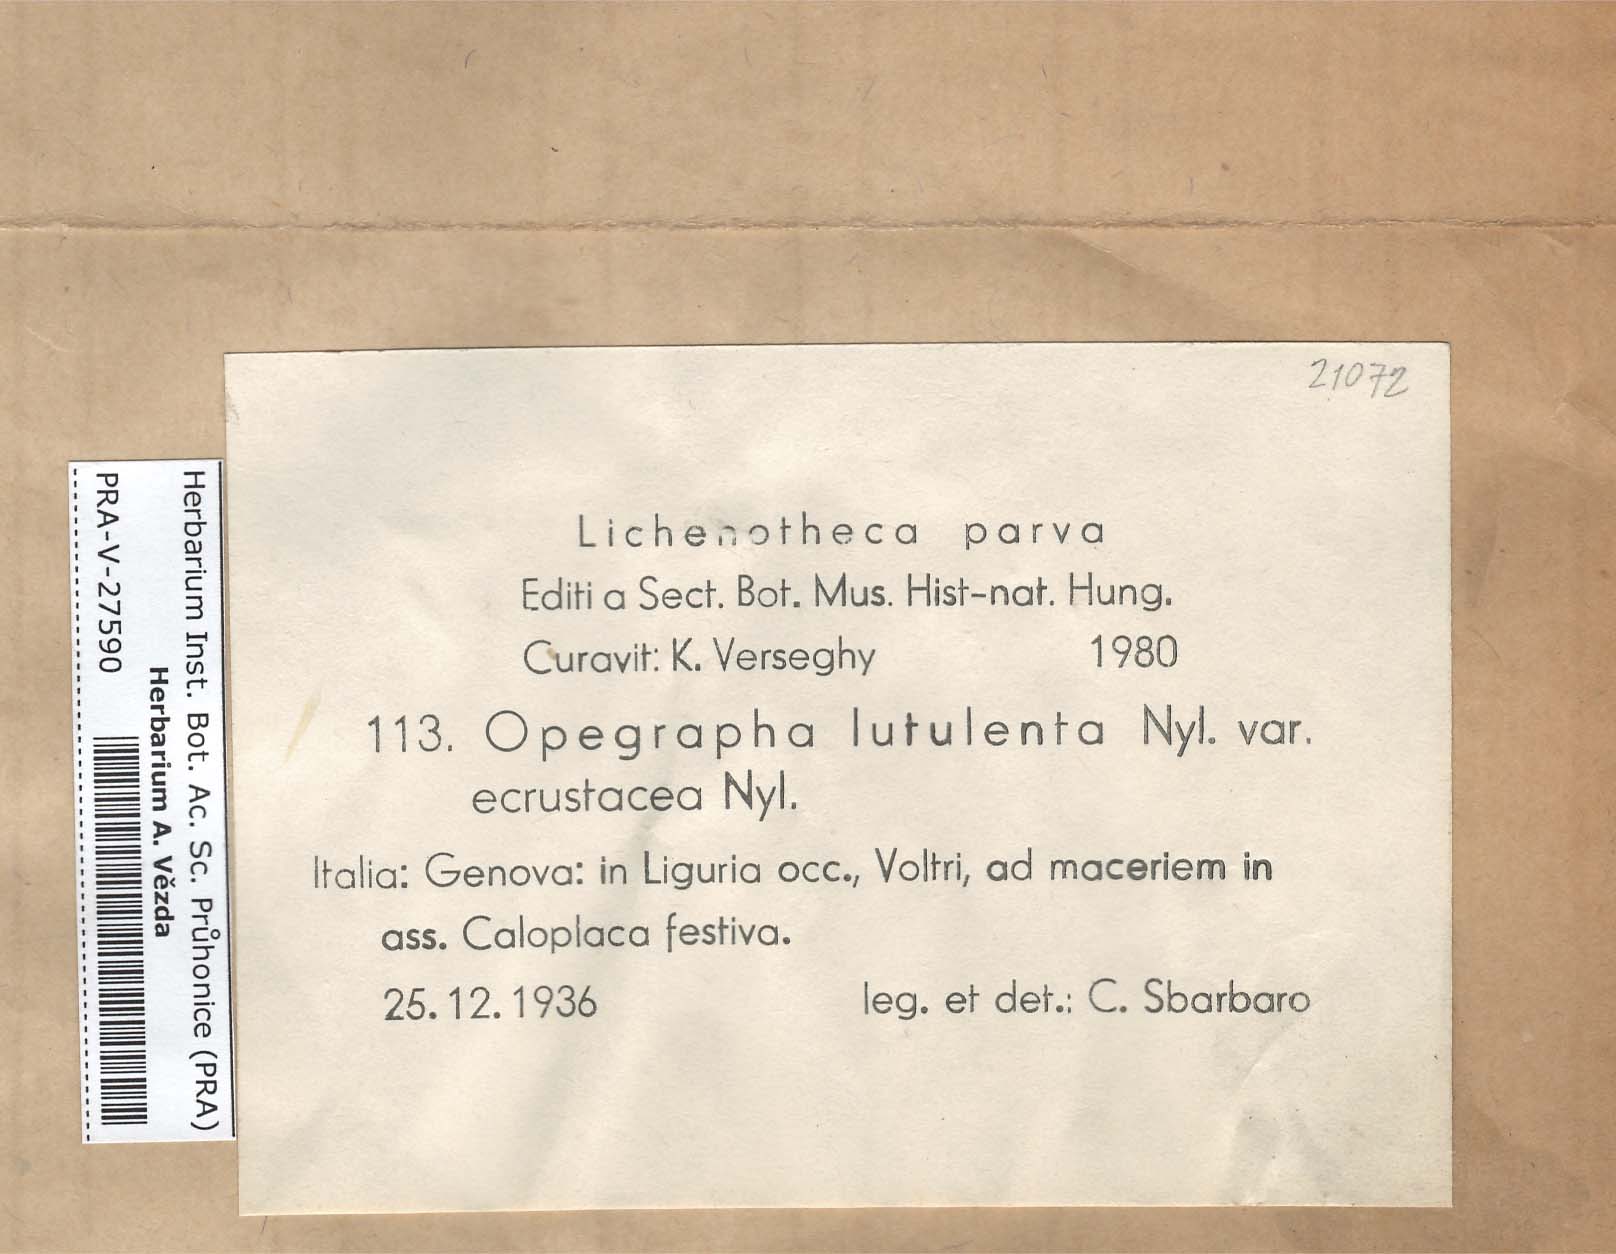 21072
Lichenotheca parva
Editi a Sect. Bot. Mus. Hist-nat. Hung.
Curavit: K. Verseghy 1980
113. Opegrapha lutulenta Nyl. var.
ecrustacea Nyl.
Italia: Genova: in Liguria occ., Voltri, ad maceriem in
ass. Caloplaca festiva.
25. 12. 1936 leg. et det.: C. Sbarbaro
Herbarium Inst. Bot. Ac. Sc. Průhonice (PRA)
Herbarium A. Vězda
PRA-V-27590